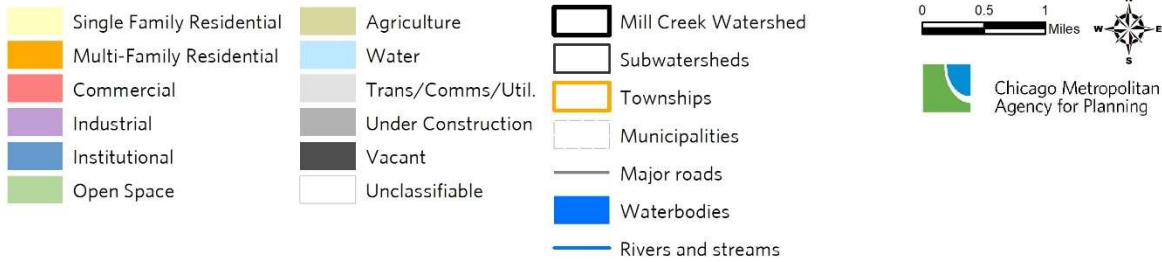 Single Family Residential
Multi-Family Residential
Commercial
Industrial
Institutional
Open Space
Agriculture
Water
Trans/Comms/Util.
Under Construction
Vacant
Unclassifiable
Mill Creek Watershed
Subwatersheds
Townships
Municipalities
Major roads
Waterbodies
Rivers and streams
0 0.5 1
Miles
W E
S
Chicago Metropolitan
Agency for Planning